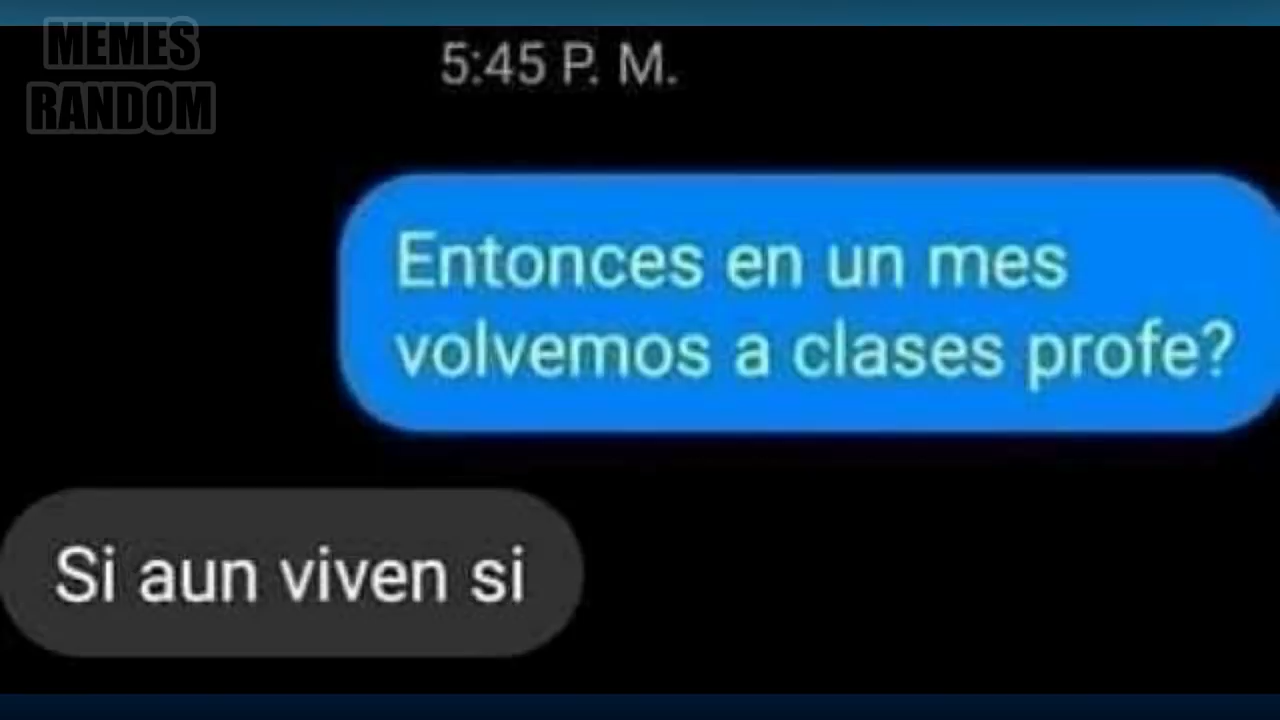 MEMES
RANDOM
5:45 P. M.
Entonces en un mes
volvemos a clases profe?
Si aun viven si